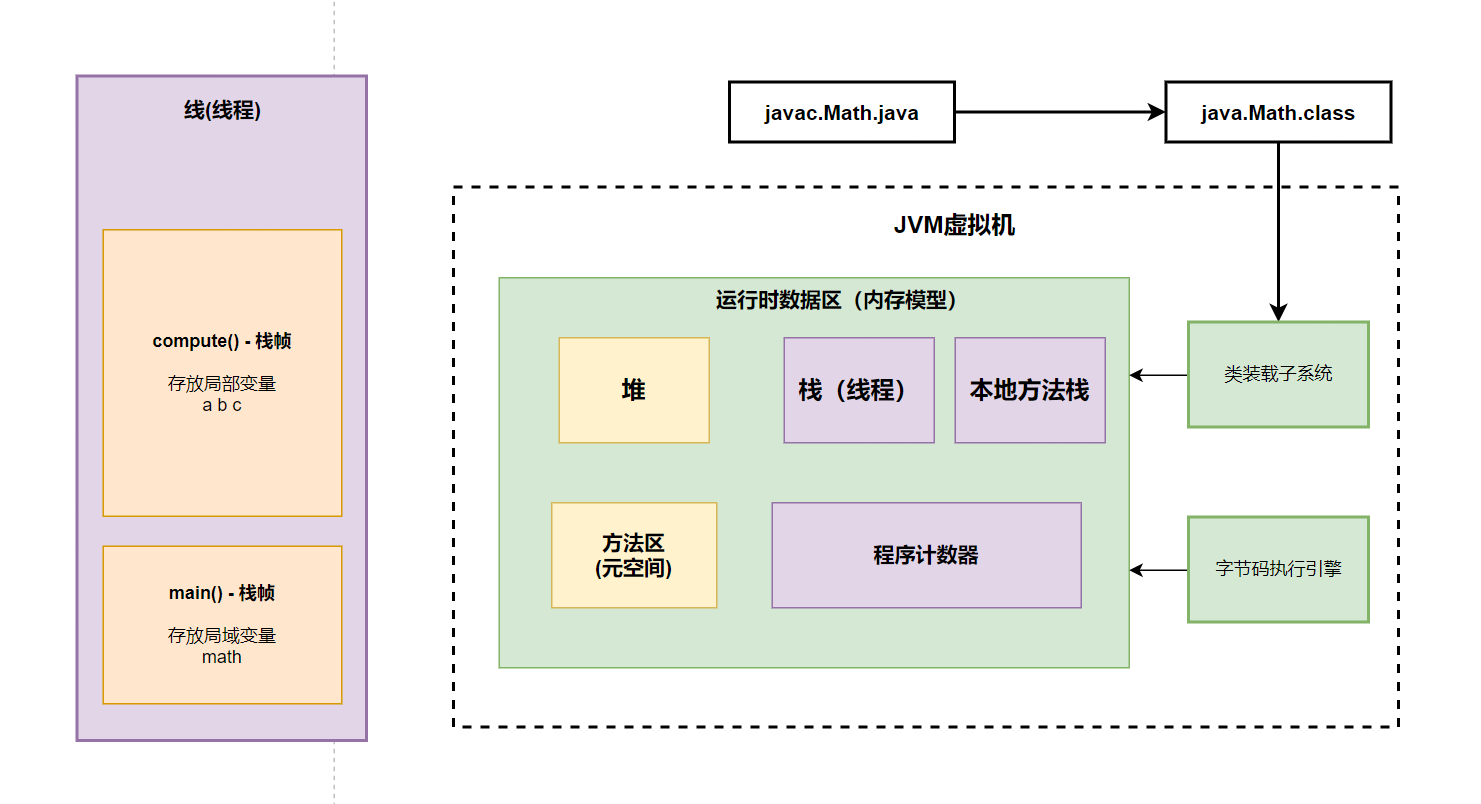 线(线程)
compute() - 栈帧
存放局部变量
a b c
main() - 栈帧
存放局域变量
math
javac.Math.java
java.Math.class
JVM虚拟机
运行时数据区（内存模型）
堆
栈（线程）
本地方法栈
类装载子系统
方法区
(元空间)
程序计数器
字节码执行引擎